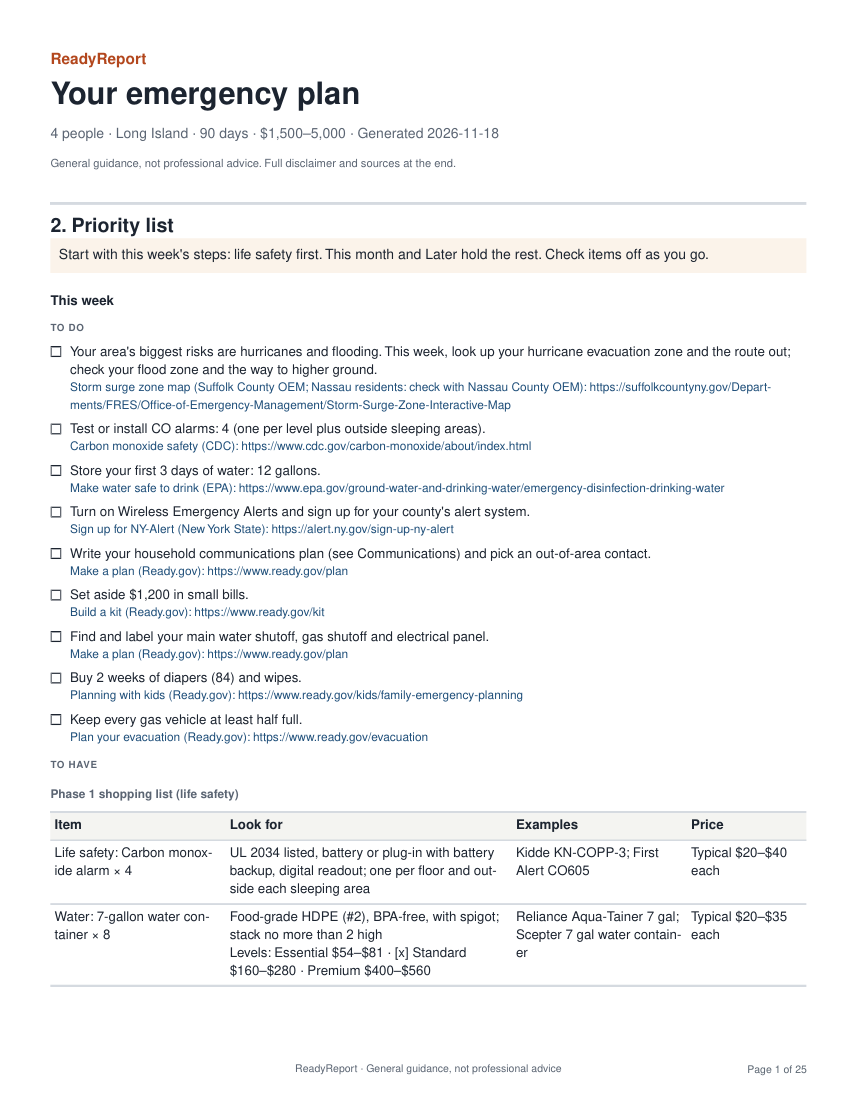 ReadyReport
Your emergency plan
4 people · Long Island · 90 days · $1,500–5,000 · Generated 2026-11-18
General guidance, not professional advice. Full disclaimer and sources at the end.
2. Priority list
Start with this week's steps: life safety first. This month and Later hold the rest. Check items off as you go.
This week
TO DO
Your area's biggest risks are hurricanes and flooding. This week, look up your hurricane evacuation zone and the route out;
check your flood zone and the way to higher ground.
Storm surge zone map (Suffolk County OEM; Nassau residents: check with Nassau County OEM): https://suffolkcountyny.gov/Depart-
ments/FRES/Office-of-Emergency-Management/Storm-Surge-Zone-Interactive-Map
Test or install CO alarms: 4 (one per level plus outside sleeping areas).
Carbon monoxide safety (CDC): https://www.cdc.gov/carbon-monoxide/about/index.html
Store your first 3 days of water: 12 gallons.
Make water safe to drink (EPA): https://www.epa.gov/ground-water-and-drinking-water/emergency-disinfection-drinking-water
Turn on Wireless Emergency Alerts and sign up for your county's alert system.
Sign up for NY-Alert (New York State): https://alert.ny.gov/sign-up-ny-alert
Write your household communications plan (see Communications) and pick an out-of-area contact.
Make a plan (Ready.gov): https://www.ready.gov/plan
Set aside $1,200 in small bills.
Build a kit (Ready.gov): https://www.ready.gov/kit
Find and label your main water shutoff, gas shutoff and electrical panel.
Make a plan (Ready.gov): https://www.ready.gov/plan
Buy 2 weeks of diapers (84) and wipes.
Planning with kids (Ready.gov): https://www.ready.gov/kids/family-emergency-planning
Keep every gas vehicle at least half full.
Plan your evacuation (Ready.gov): https://www.ready.gov/evacuation
TO HAVE
Phase 1 shopping list (life safety)
Item Look for Examples Price
Life safety: Carbon monox- UL 2034 listed, battery or plug-in with battery Kidde KN-COPP-3; First Typical $20–$40
ide alarm × 4 backup, digital readout; one per floor and out- Alert CO605 each
side each sleeping area
Water: 7-gallon water con- Food-grade HDPE (#2), BPA-free, with spigot; Reliance Aqua-Tainer 7 gal; Typical $20–$35
tainer × 8 stack no more than 2 high Scepter 7 gal water contain- each
Levels: Essential $54–$81 · [x] Standard er
$160–$280 · Premium $400–$560
ReadyReport · General guidance, not professional advice Page 1 of 25